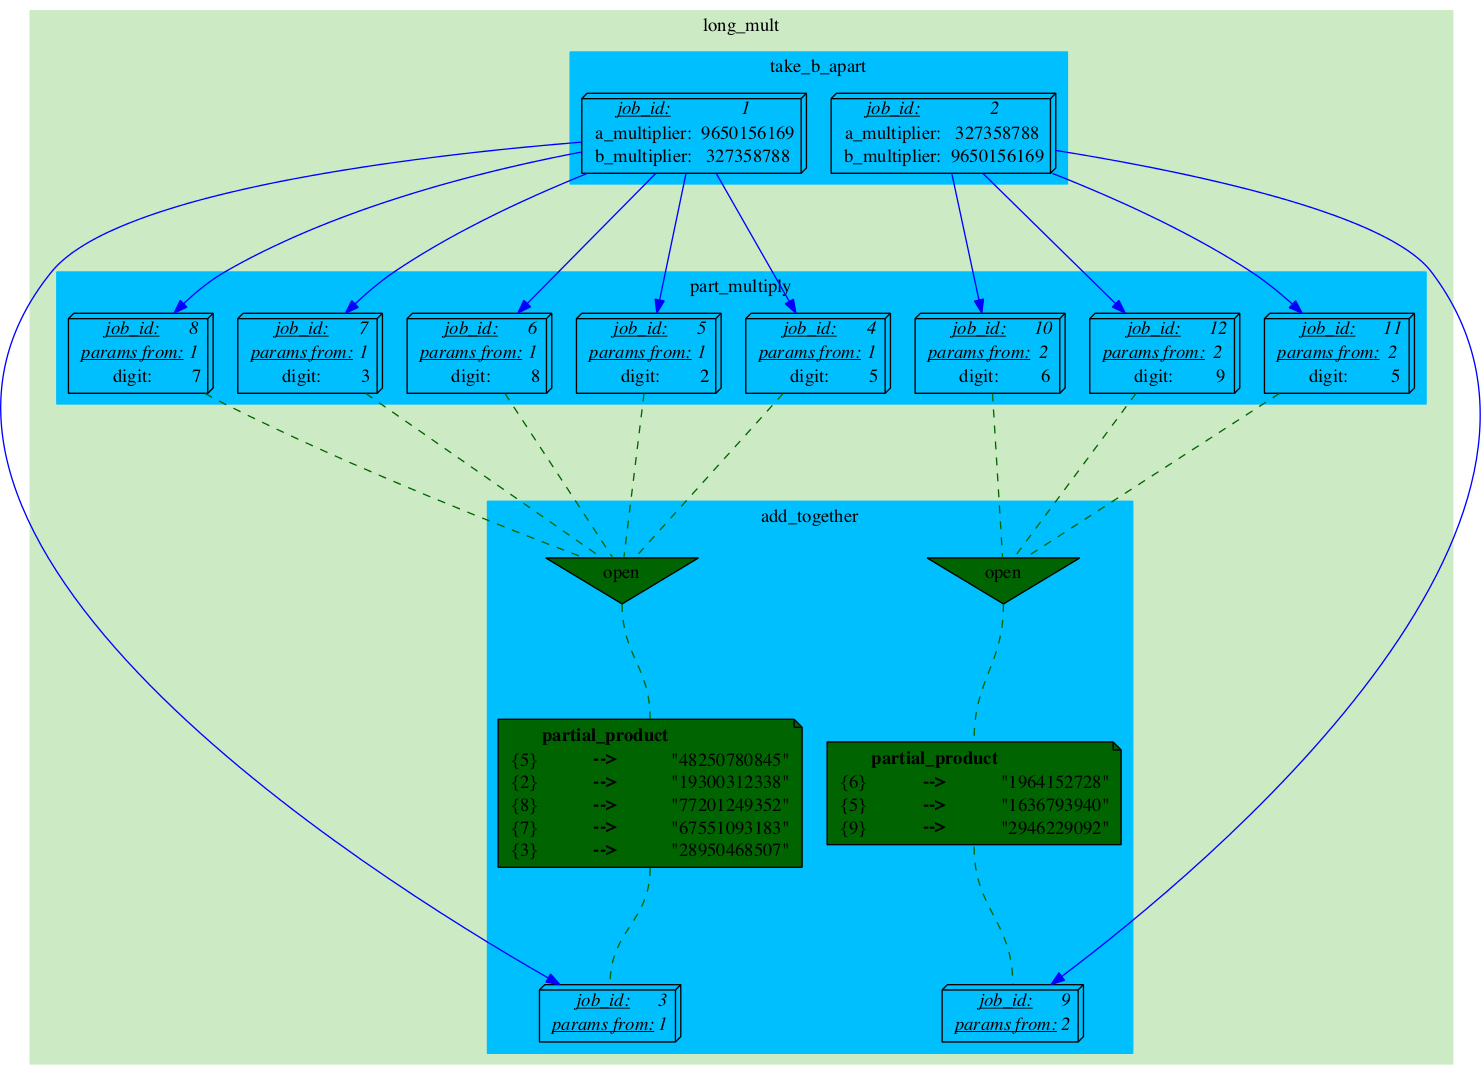 long_mult
take_b_apart
job_id: 1
a_multiplier: 9650156169
b_multiplier: 327358788
job_id: 2
a_multiplier: 327358788
b_multiplier: 9650156169
part_multiply
job_id: 8
params from: 1
digit: 7
job_id: 7
params from: 1
digit: 3
job_id: 6
params from: 1
digit: 8
job_id: 5
params from: 1
digit: 2
job_id: 4
params from: 1
digit: 5
job_id: 10
params from: 2
digit: 6
job_id: 12
params from: 2
digit: 9
job_id: 11
params from: 2
digit: 5
add_together
open
open
partial_product
{5} --> "48250780845"
{2} --> "19300312338"
{8} --> "77201249352"
{7} --> "67551093183"
{3} --> "28950468507"
partial_product
{6} --> "1964152728"
{5} --> "1636793940"
{9} --> "2946229092"
job_id: 3
params from: 1
job_id: 9
params from: 2